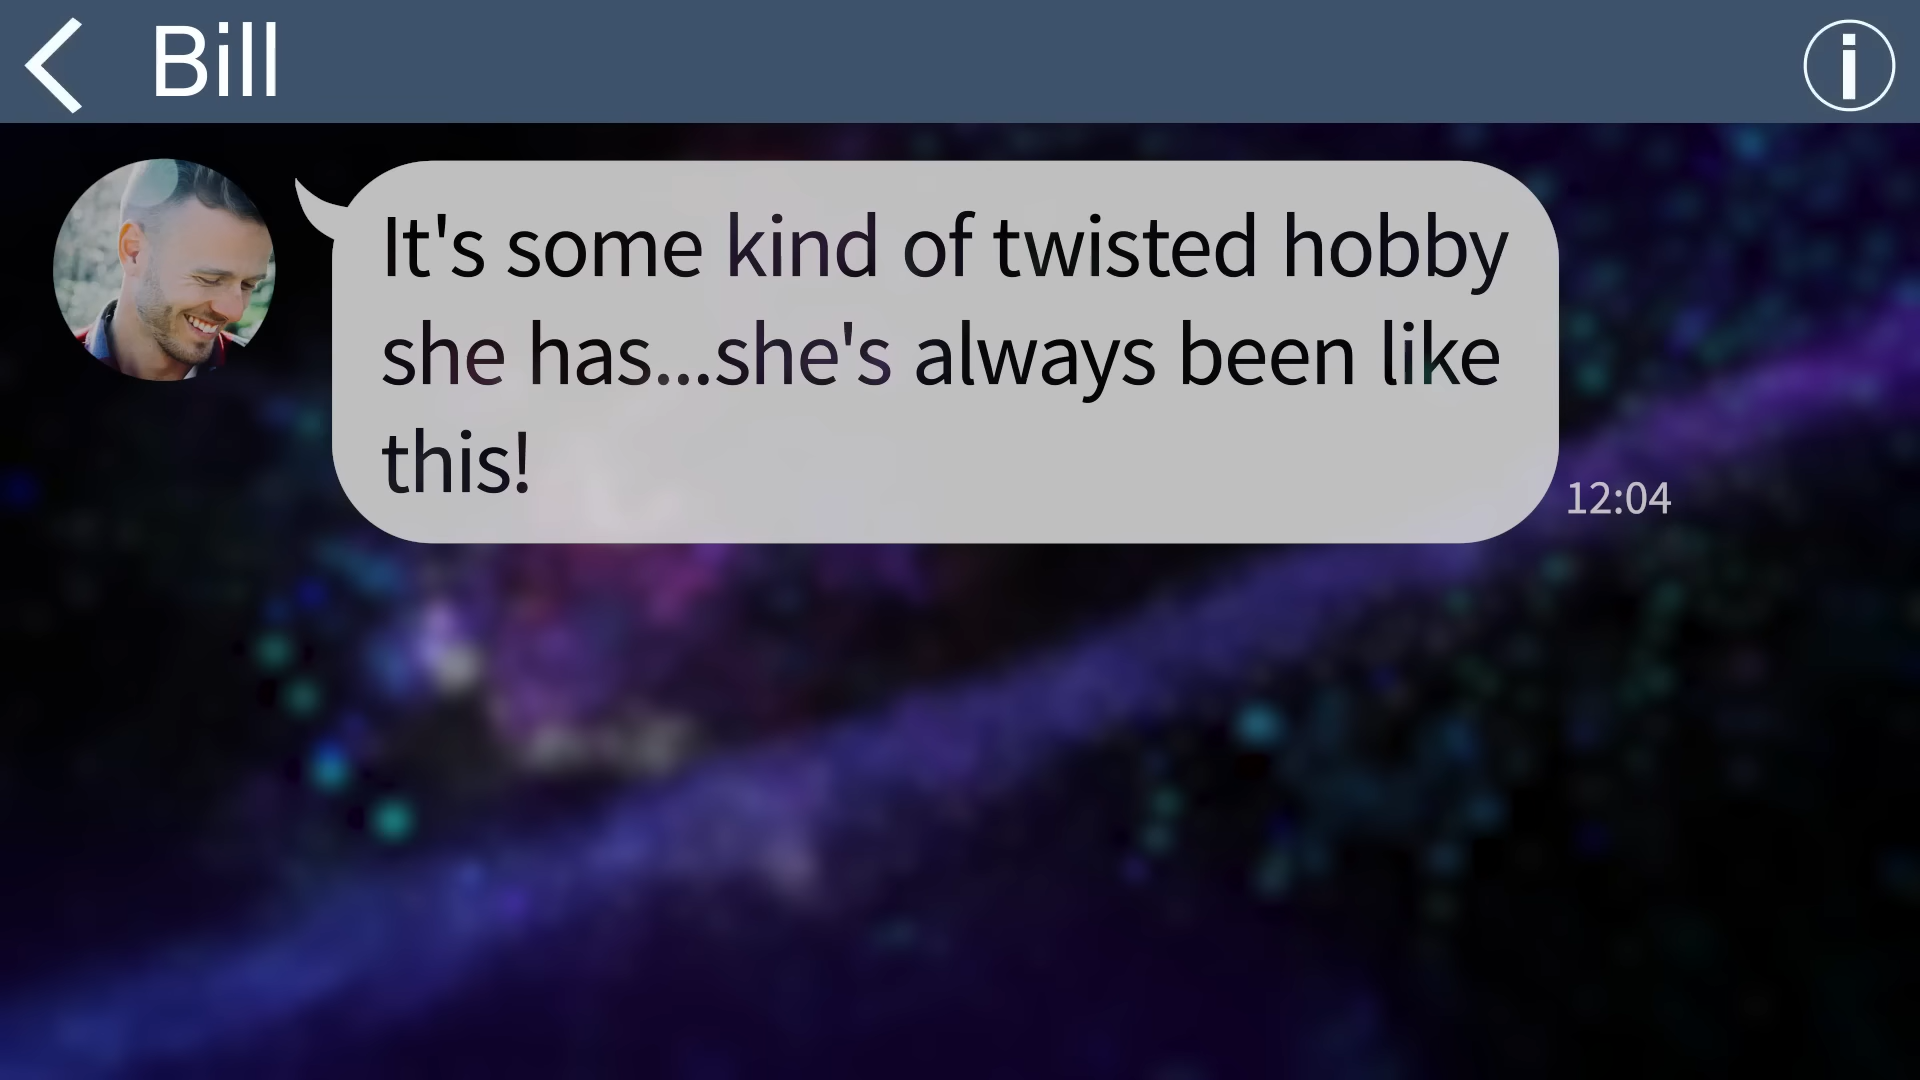 Bill
It's some kind of twisted hobby
she has...she's always been like
this!
12:04